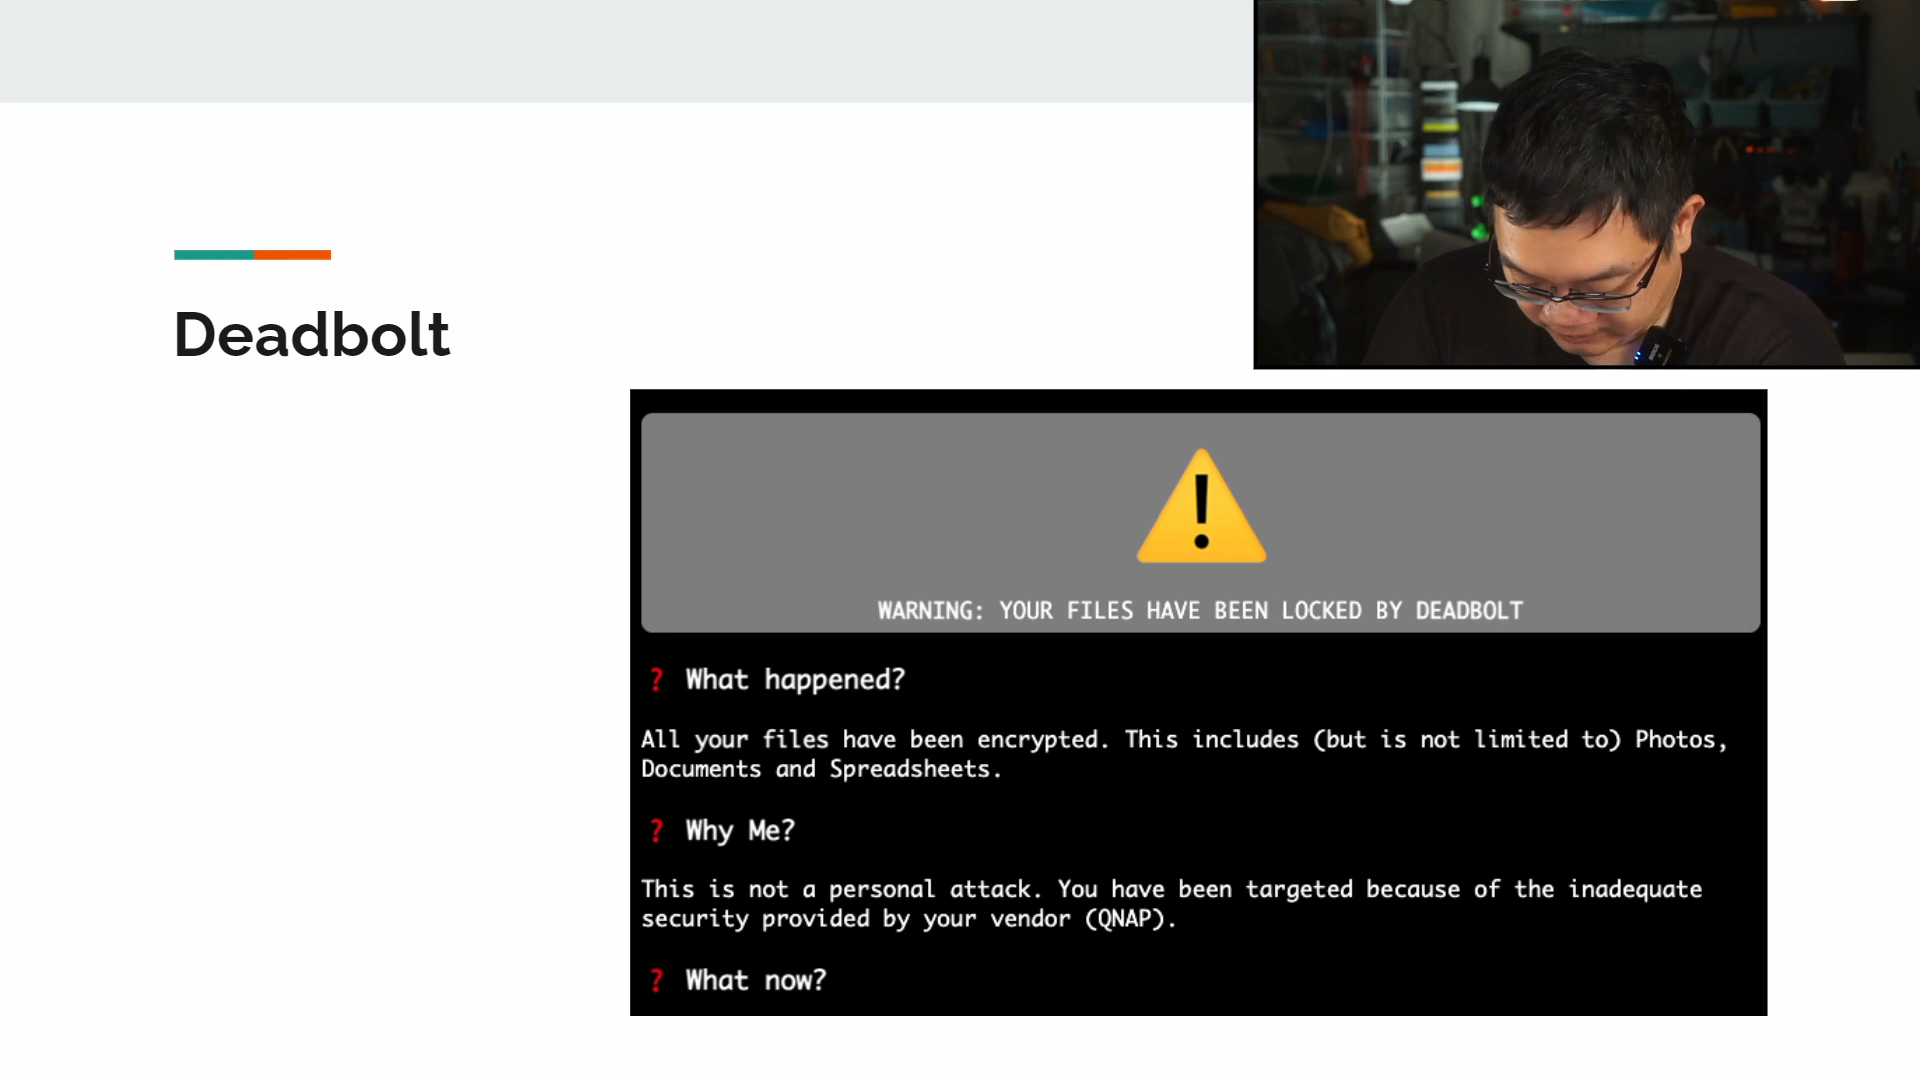 Deadbolt
WARNING: YOUR FILES HAVE BEEN LOCKED BY DEADBOLT
? What happened?
All your files have been encrypted. This includes (but is not limited to) Photos,
Documents and Spreadsheets.
? Why Me?
This is not a personal attack. You have been targeted because of the inadequate
security provided by your vendor (QNAP).
? What now?